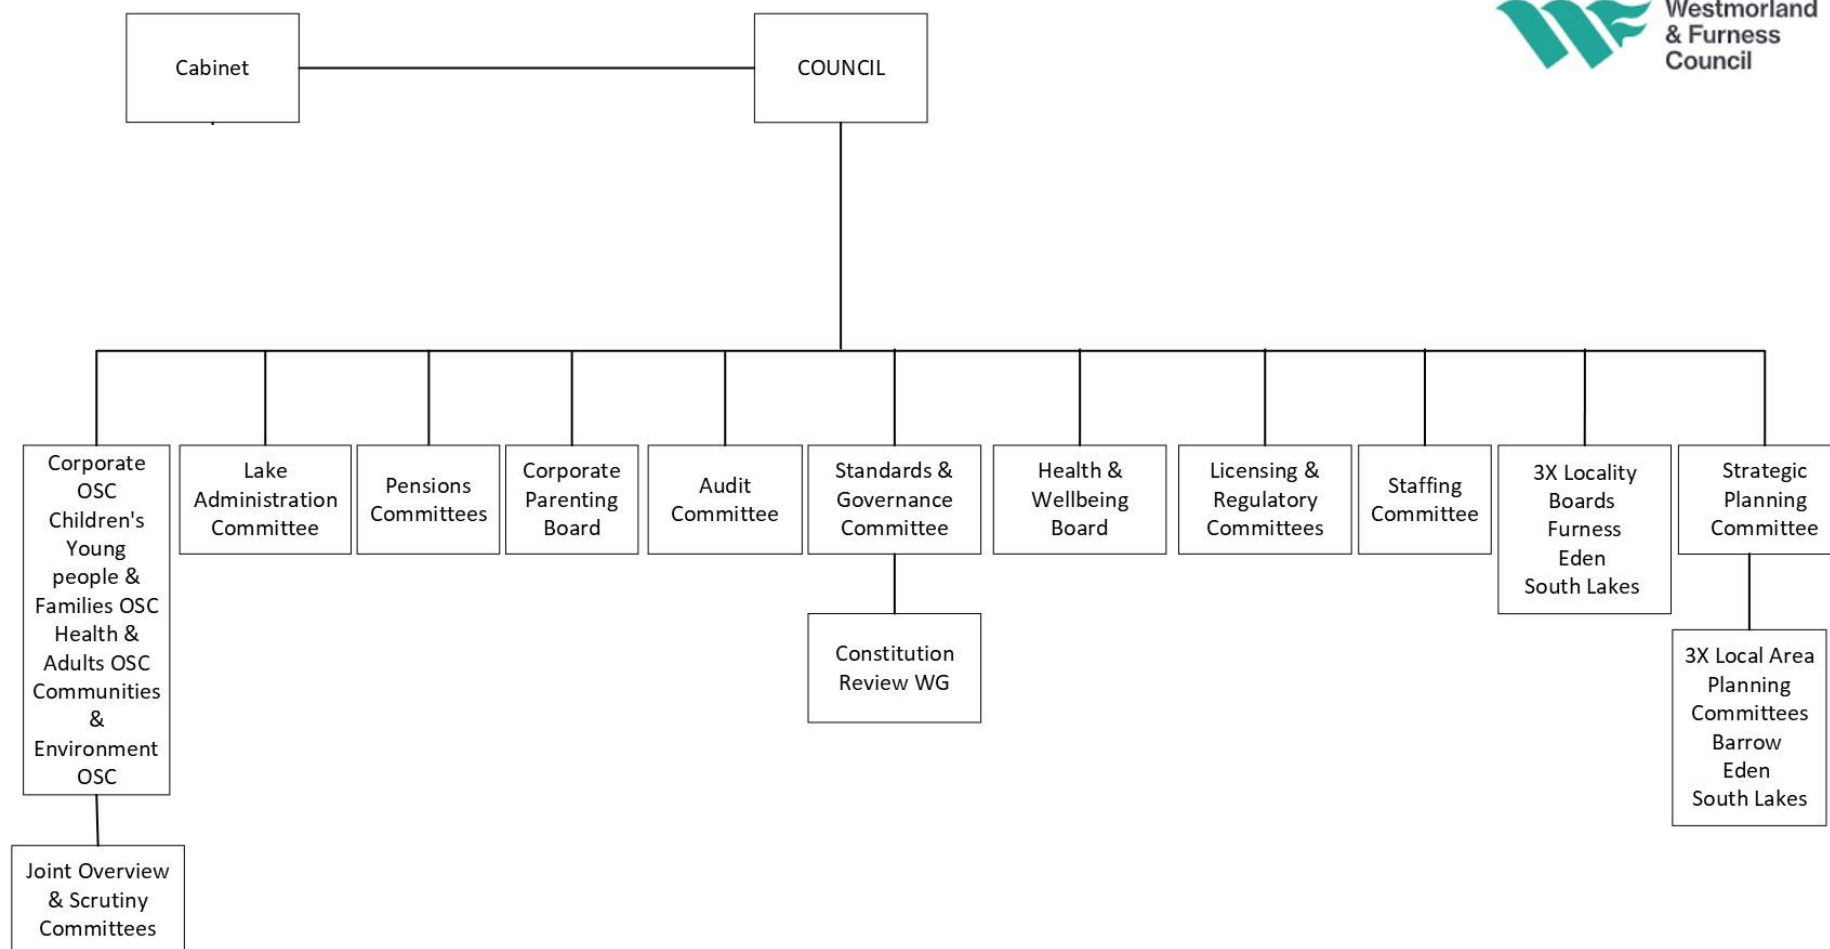 Westmorland
& Furness
Council
Cabinet
COUNCIL
Corporate
OSC
Children's
Young
people &
Families OSC
Health &
Adults OSC
Communities
&
Environment
OSC
Lake
Administration
Committee
Pensions
Committees
Corporate
Parenting
Board
Audit
Committee
Standards &
Governance
Committee
Health &
Wellbeing
Board
Licensing &
Regulatory
Committees
Staffing
Committee
3X Locality
Boards
Furness
Eden
South Lakes
Strategic
Planning
Committee
Constitution
Review WG
3X Local Area
Planning
Committees
Barrow
Eden
South Lakes
Joint Overview
& Scrutiny
Committees